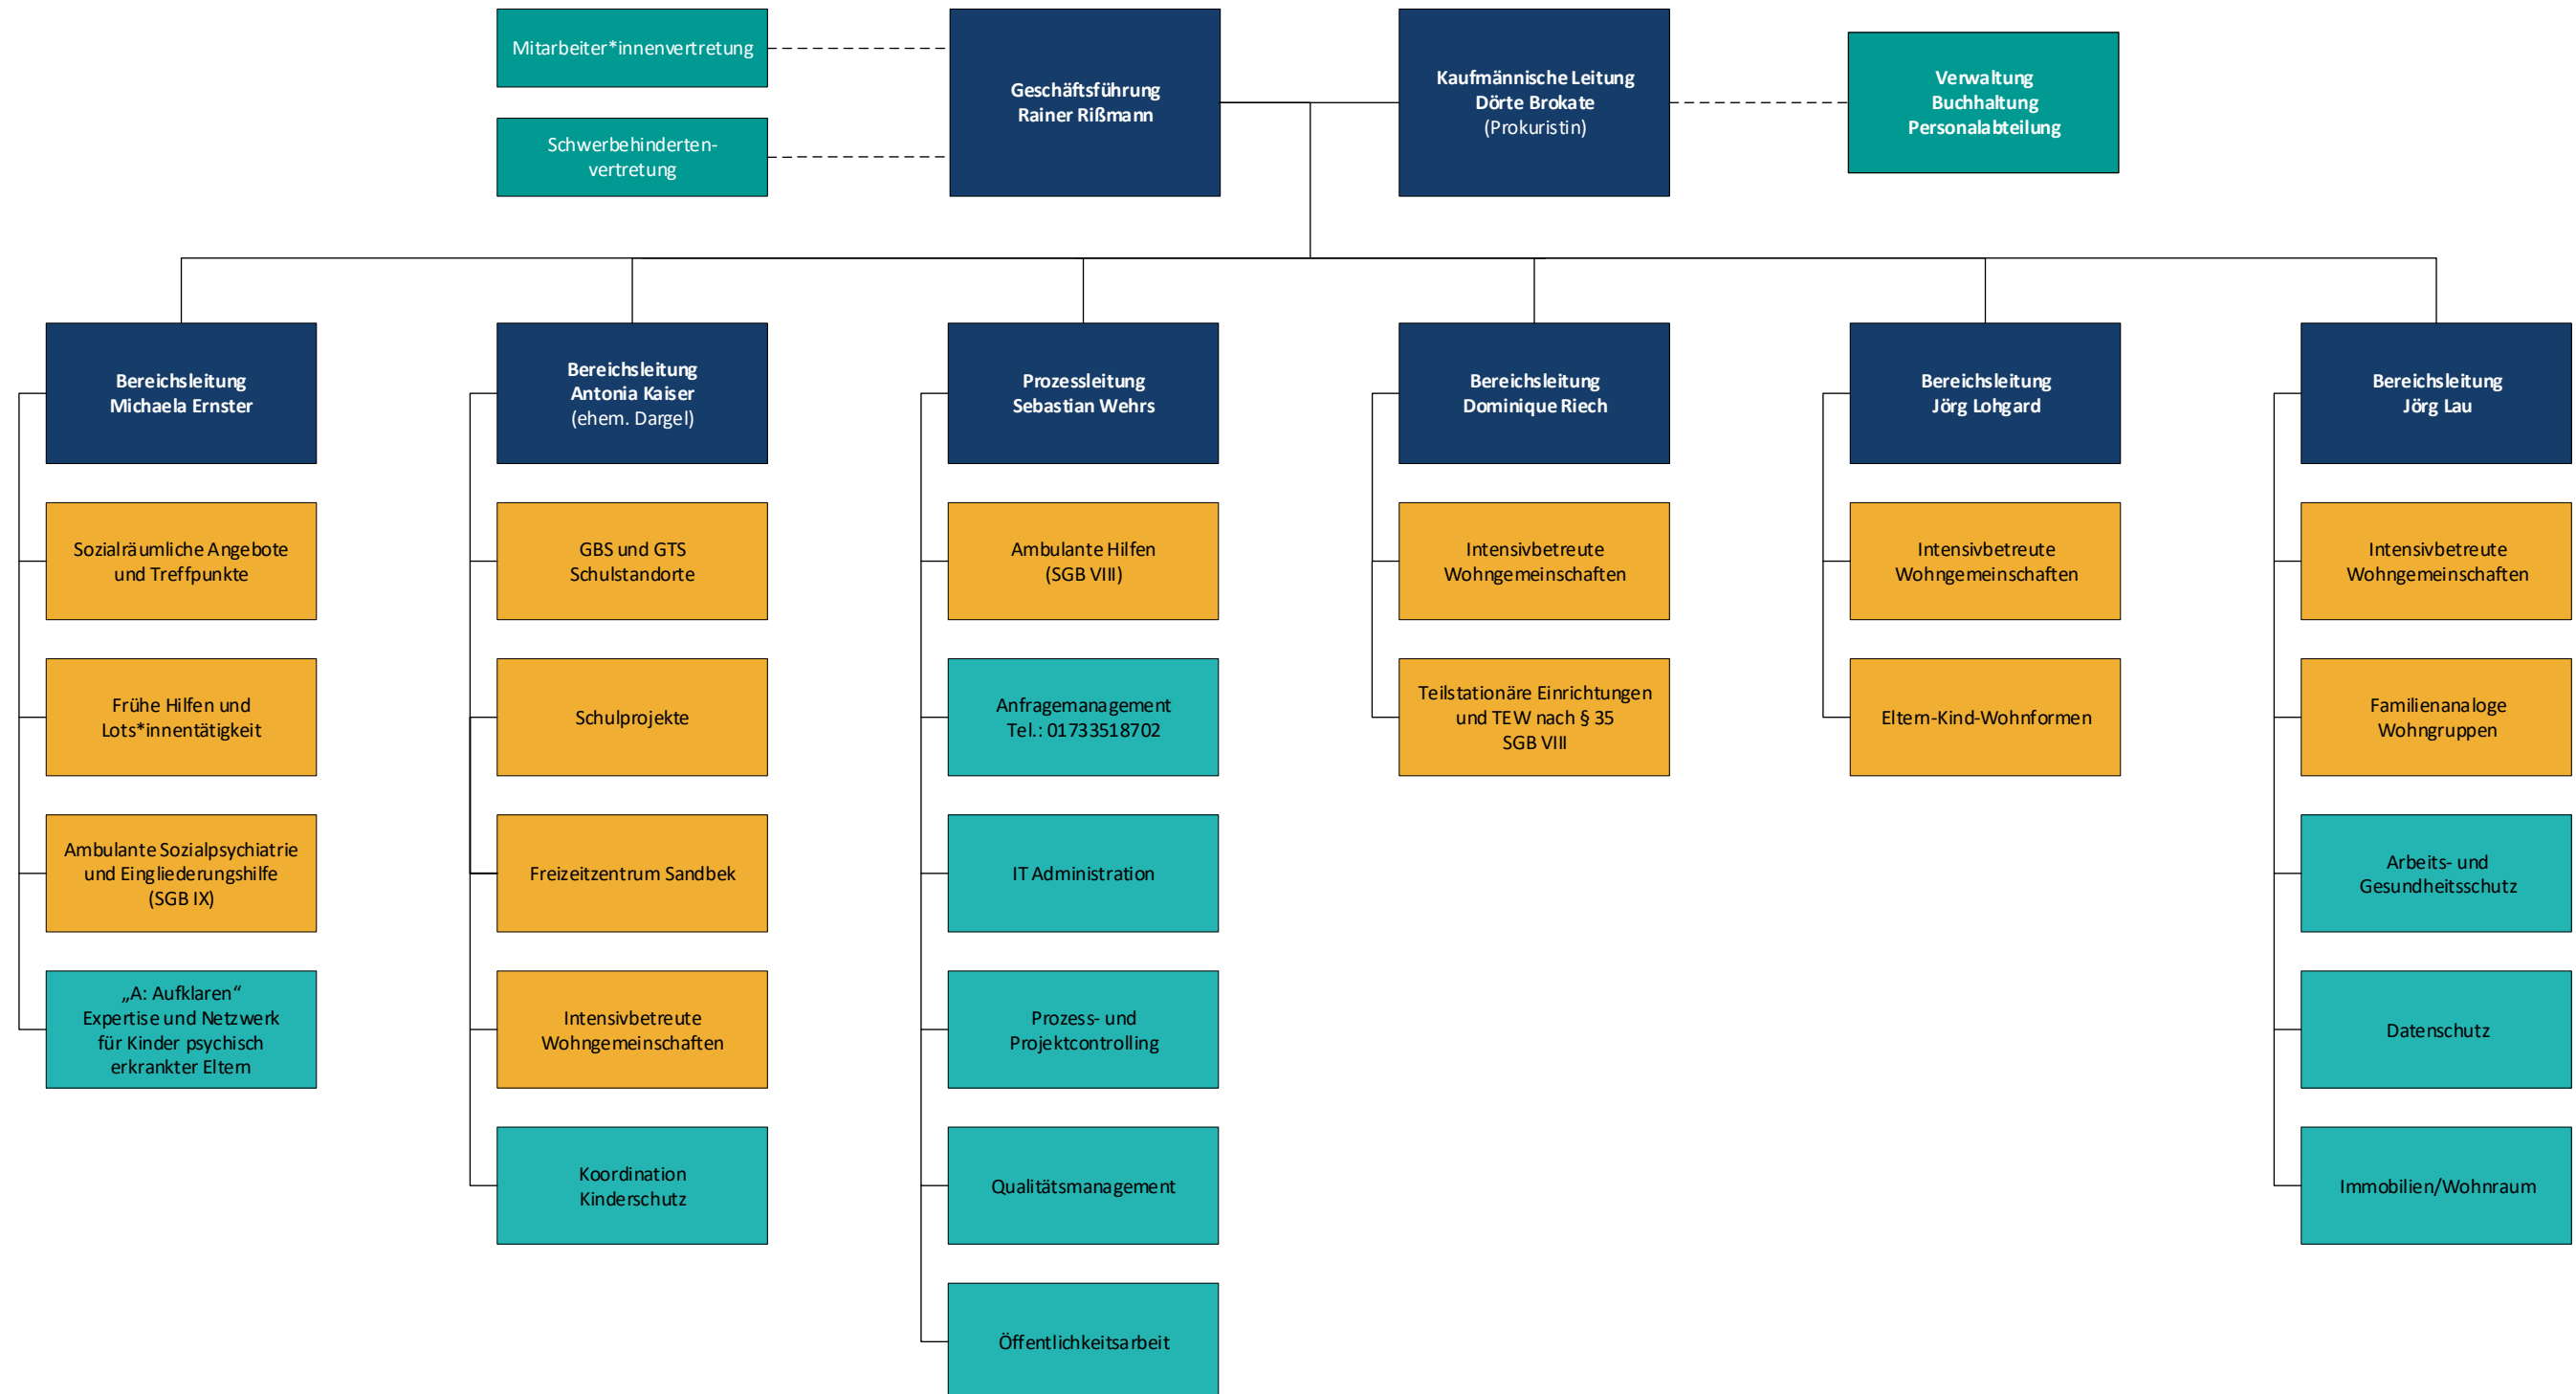 Mitarbeiter*innenvertretung
Schwerbehinderten-
vertretung
Geschäftsführung
Rainer Rißmann
Kaufmännische Leitung
Dörte Brokate
(Prokuristin)
Verwaltung
Buchhaltung
Personalabteilung
Bereichsleitung
Michaela Ernster
Sozialräumliche Angebote
und Treffpunkte
Frühe Hilfen und
Lots*innentätigkeit
Ambulante Sozialpsychiatrie
und Eingliederungshilfe
(SGB IX)
„A: Aufklaren“
Expertise und Netzwerk
für Kinder psychisch
erkrankter Eltern
Bereichsleitung
Antonia Kaiser
(ehem. Dargel)
GBS und GTS
Schulstandorte
Schulprojekte
Freizeitzentrum Sandbek
Intensivbetreute
Wohngemeinschaften
Koordination
Kinderschutz
Prozessleitung
Sebastian Wehrs
Ambulante Hilfen
(SGB VIII)
Anfragemanagement
Tel.: 01733518702
IT Administration
Prozess- und
Projektcontrolling
Qualitätsmanagement
Öffentlichkeitsarbeit
Bereichsleitung
Dominique Riech
Intensivbetreute
Wohngemeinschaften
Teilstationäre Einrichtungen
und TEW nach § 35
SGB VIII
Bereichsleitung
Jörg Lohgard
Intensivbetreute
Wohngemeinschaften
Eltern-Kind-Wohnformen
Bereichsleitung
Jörg Lau
Intensivbetreute
Wohngemeinschaften
Familienanaloge
Wohngruppen
Arbeits- und
Gesundheitsschutz
Datenschutz
Immobilien/Wohnraum